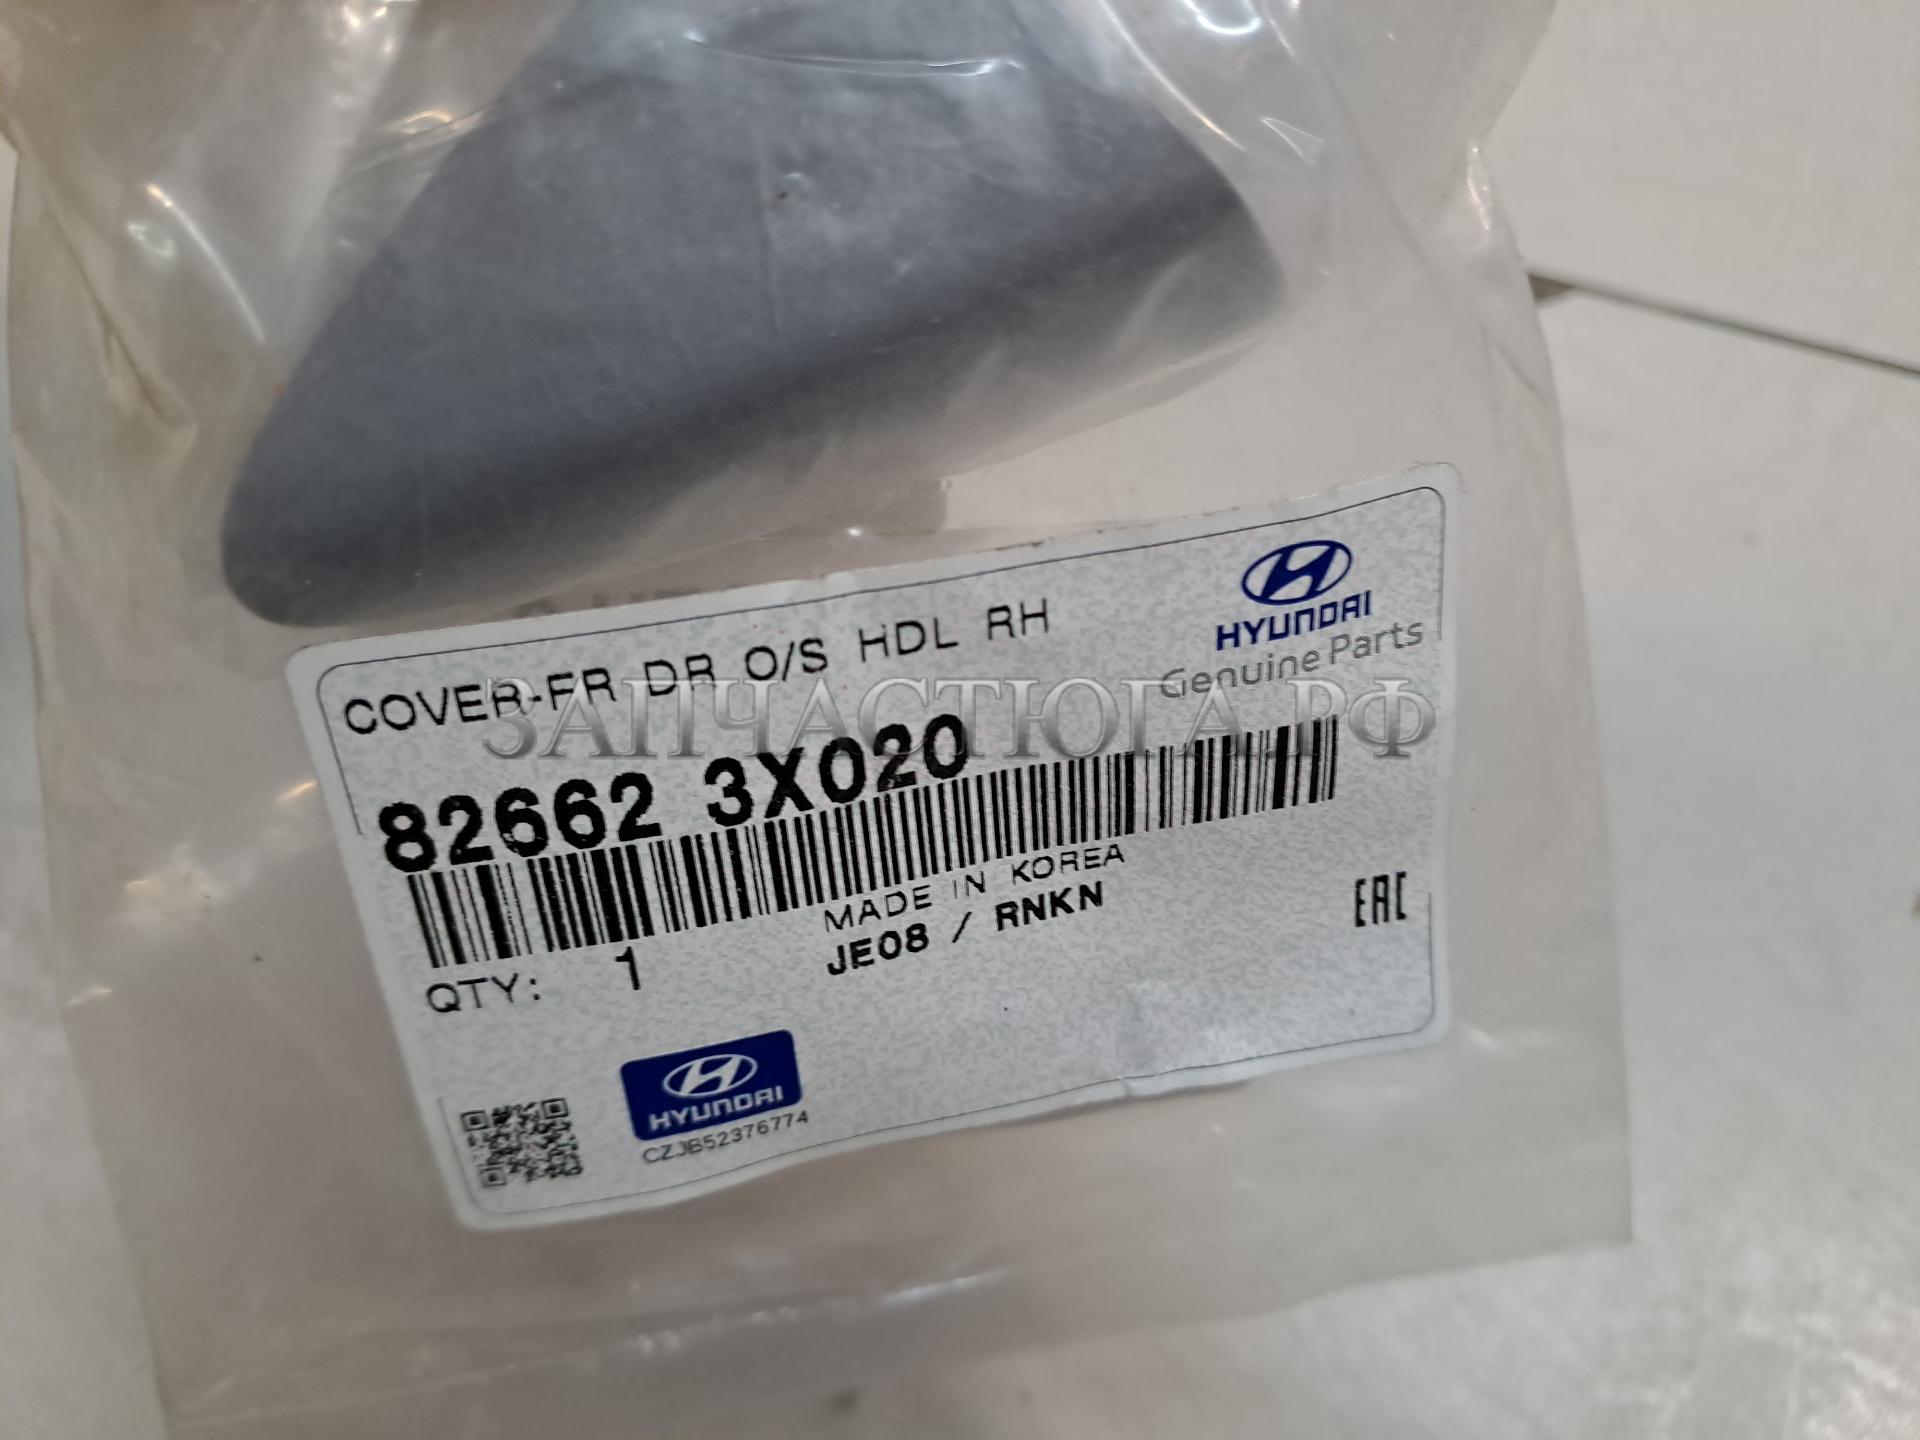 COVER-FR DR O/S HDL RH
HYUNDAI
Genuine Parts
ЗАПЧАСТЮГА.РФ
82662 3X020
MADE IN KOREA
JE08 / RNKN
QTY: 1
EAC
HYUNDAI
CZJB52376774